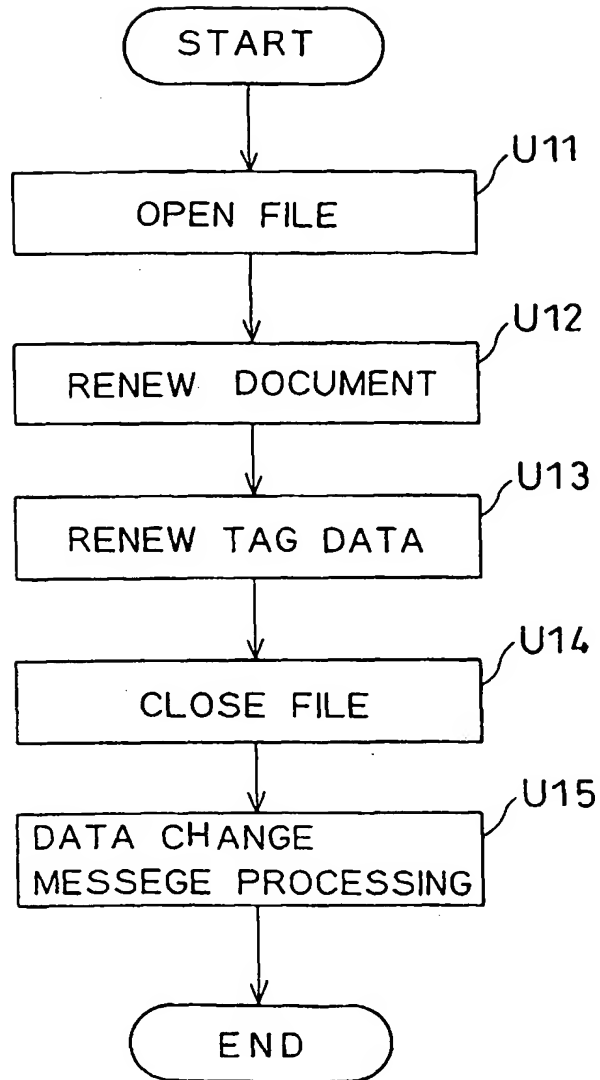 START
U11
OPEN FILE
U12
RENEW DOCUMENT
U13
RENEW TAG DATA
U14
CLOSE FILE
U15
DATA CHANGE
MESSEGE PROCESSING
END